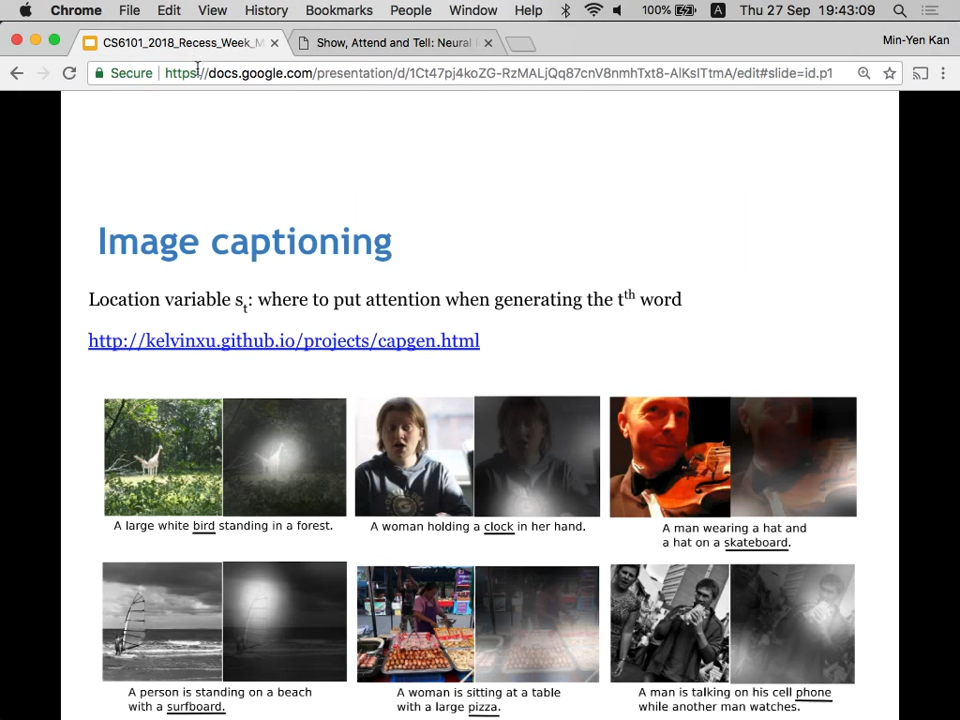 Chrome File Edit View History Bookmarks People Window Help 100% A Thu 27 Sep 19:43:09
CS6101_2018_Recess_Week_M Show, Attend and Tell: Neural Min-Yen Kan
Secure https://docs.google.com/presentation/d/1Ct47pj4koZG-RzMALjQq87cnV8nmhTxt8-AlKsITtmA/edit#slide=id.p1
Image captioning
Location variable st: where to put attention when generating the tth word
http://kelvinxu.github.io/projects/capgen.html
A large white bird standing in a forest.
A woman holding a clock in her hand.
A man wearing a hat and
a hat on a skateboard.
A person is standing on a beach
with a surfboard.
A woman is sitting at a table
with a large pizza.
A man is talking on his cell phone
while another man watches.